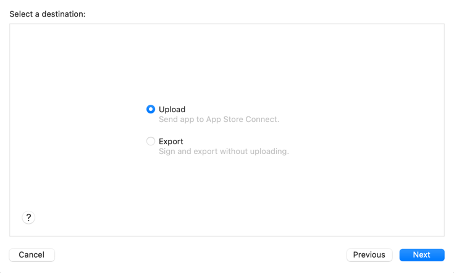 Select a destination:
Upload
Send app to App Store Connect.
Export
Sign and export without uploading.
?
Cancel
Previous
Next